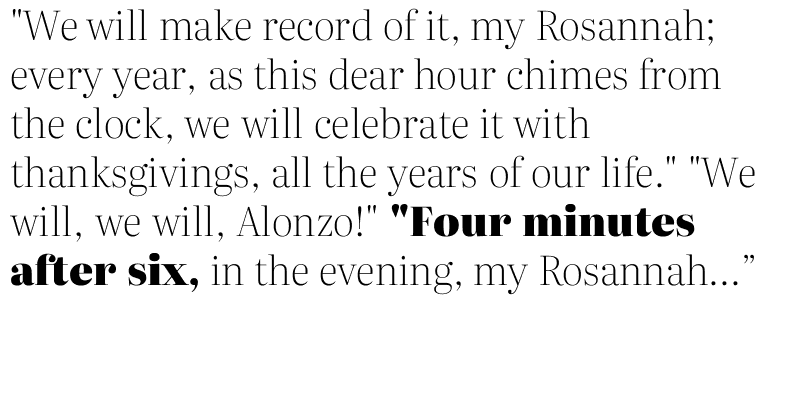 "We will make record of it, my Rosannah;
every year, as this dear hour chimes from
the clock, we will celebrate it with
thanksgivings, all the years of our life." "We
will, we will, Alonzo!" "Four minutes
after six, in the evening, my Rosannah...”